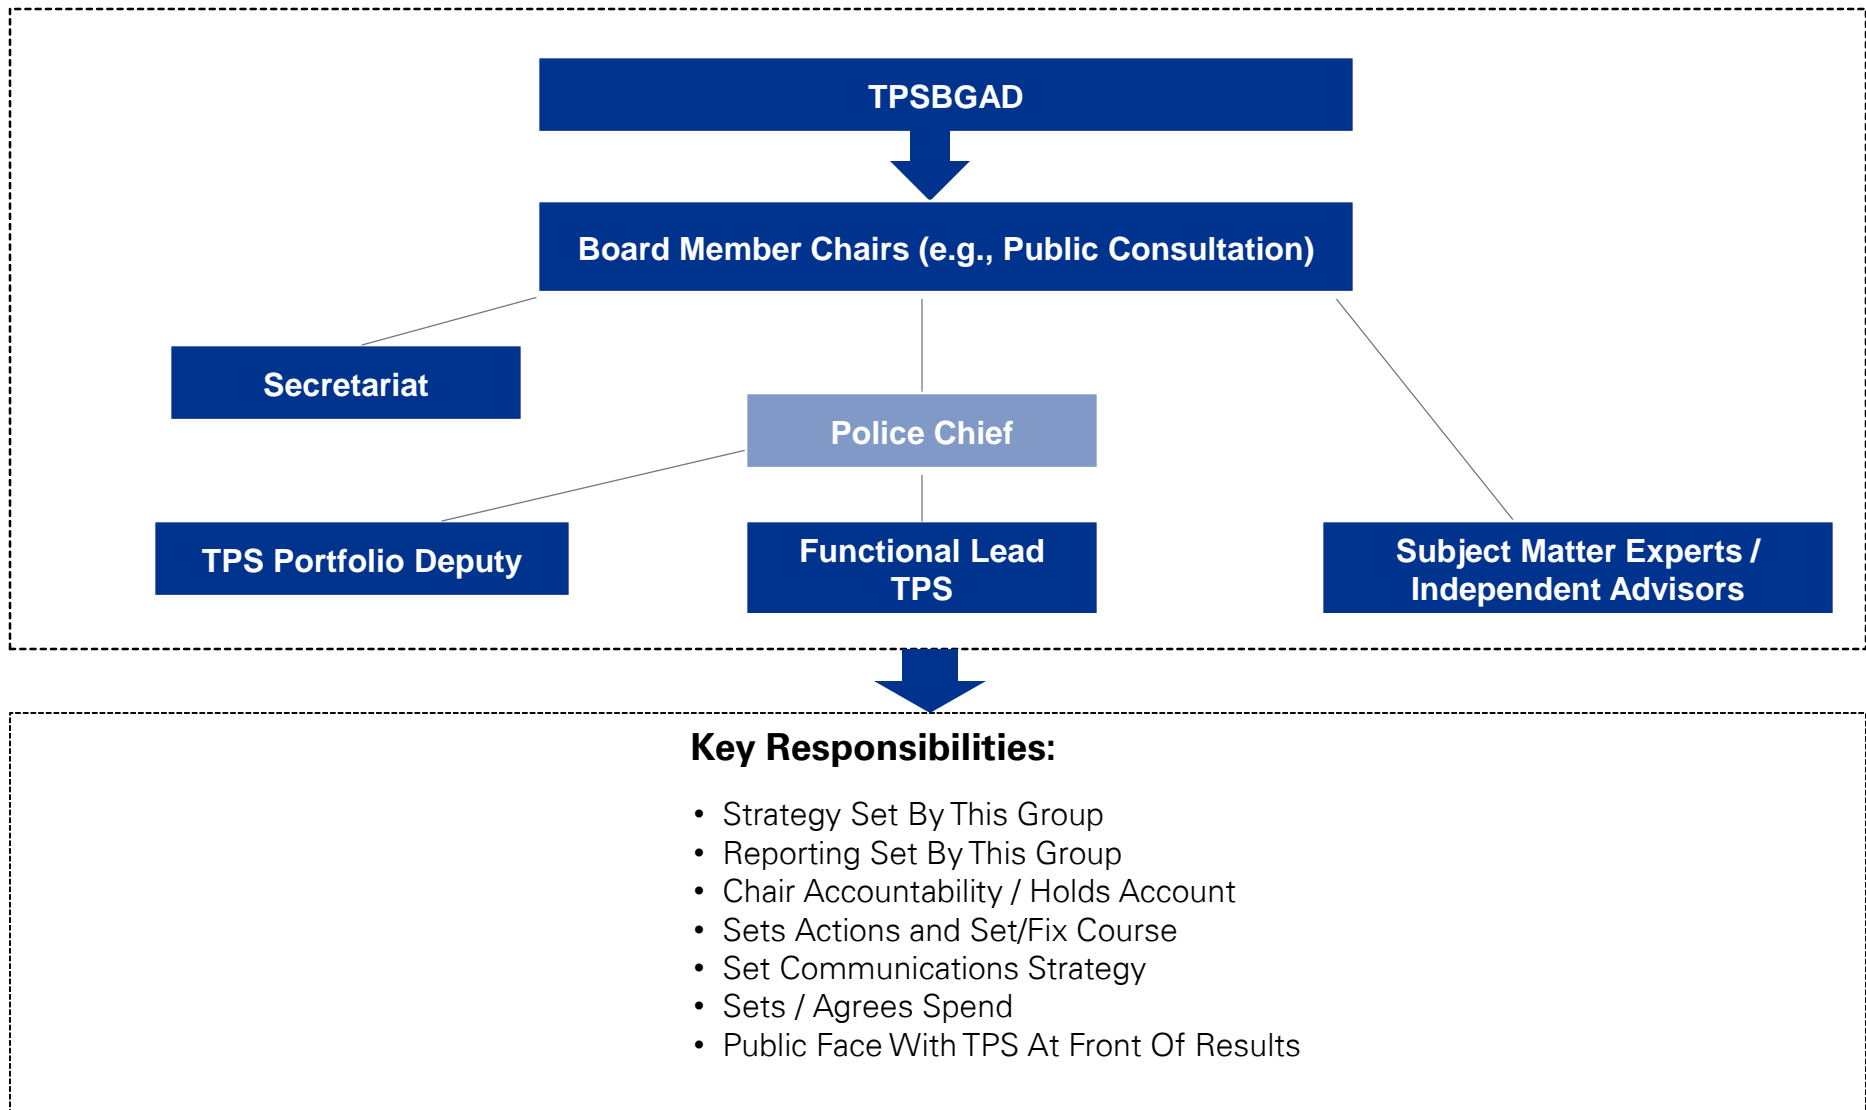 TPSBGAD
Board Member Chairs (e.g., Public Consultation)
Secretariat
Police Chief
TPS Portfolio Deputy
Functional Lead
TPS
Subject Matter Experts /
Independent Advisors
Key Responsibilities:
• Strategy Set By This Group
• Reporting Set By This Group
• Chair Accountability / Holds Account
• Sets Actions and Set/Fix Course
• Set Communications Strategy
• Sets / Agrees Spend
• Public Face With TPS At Front Of Results